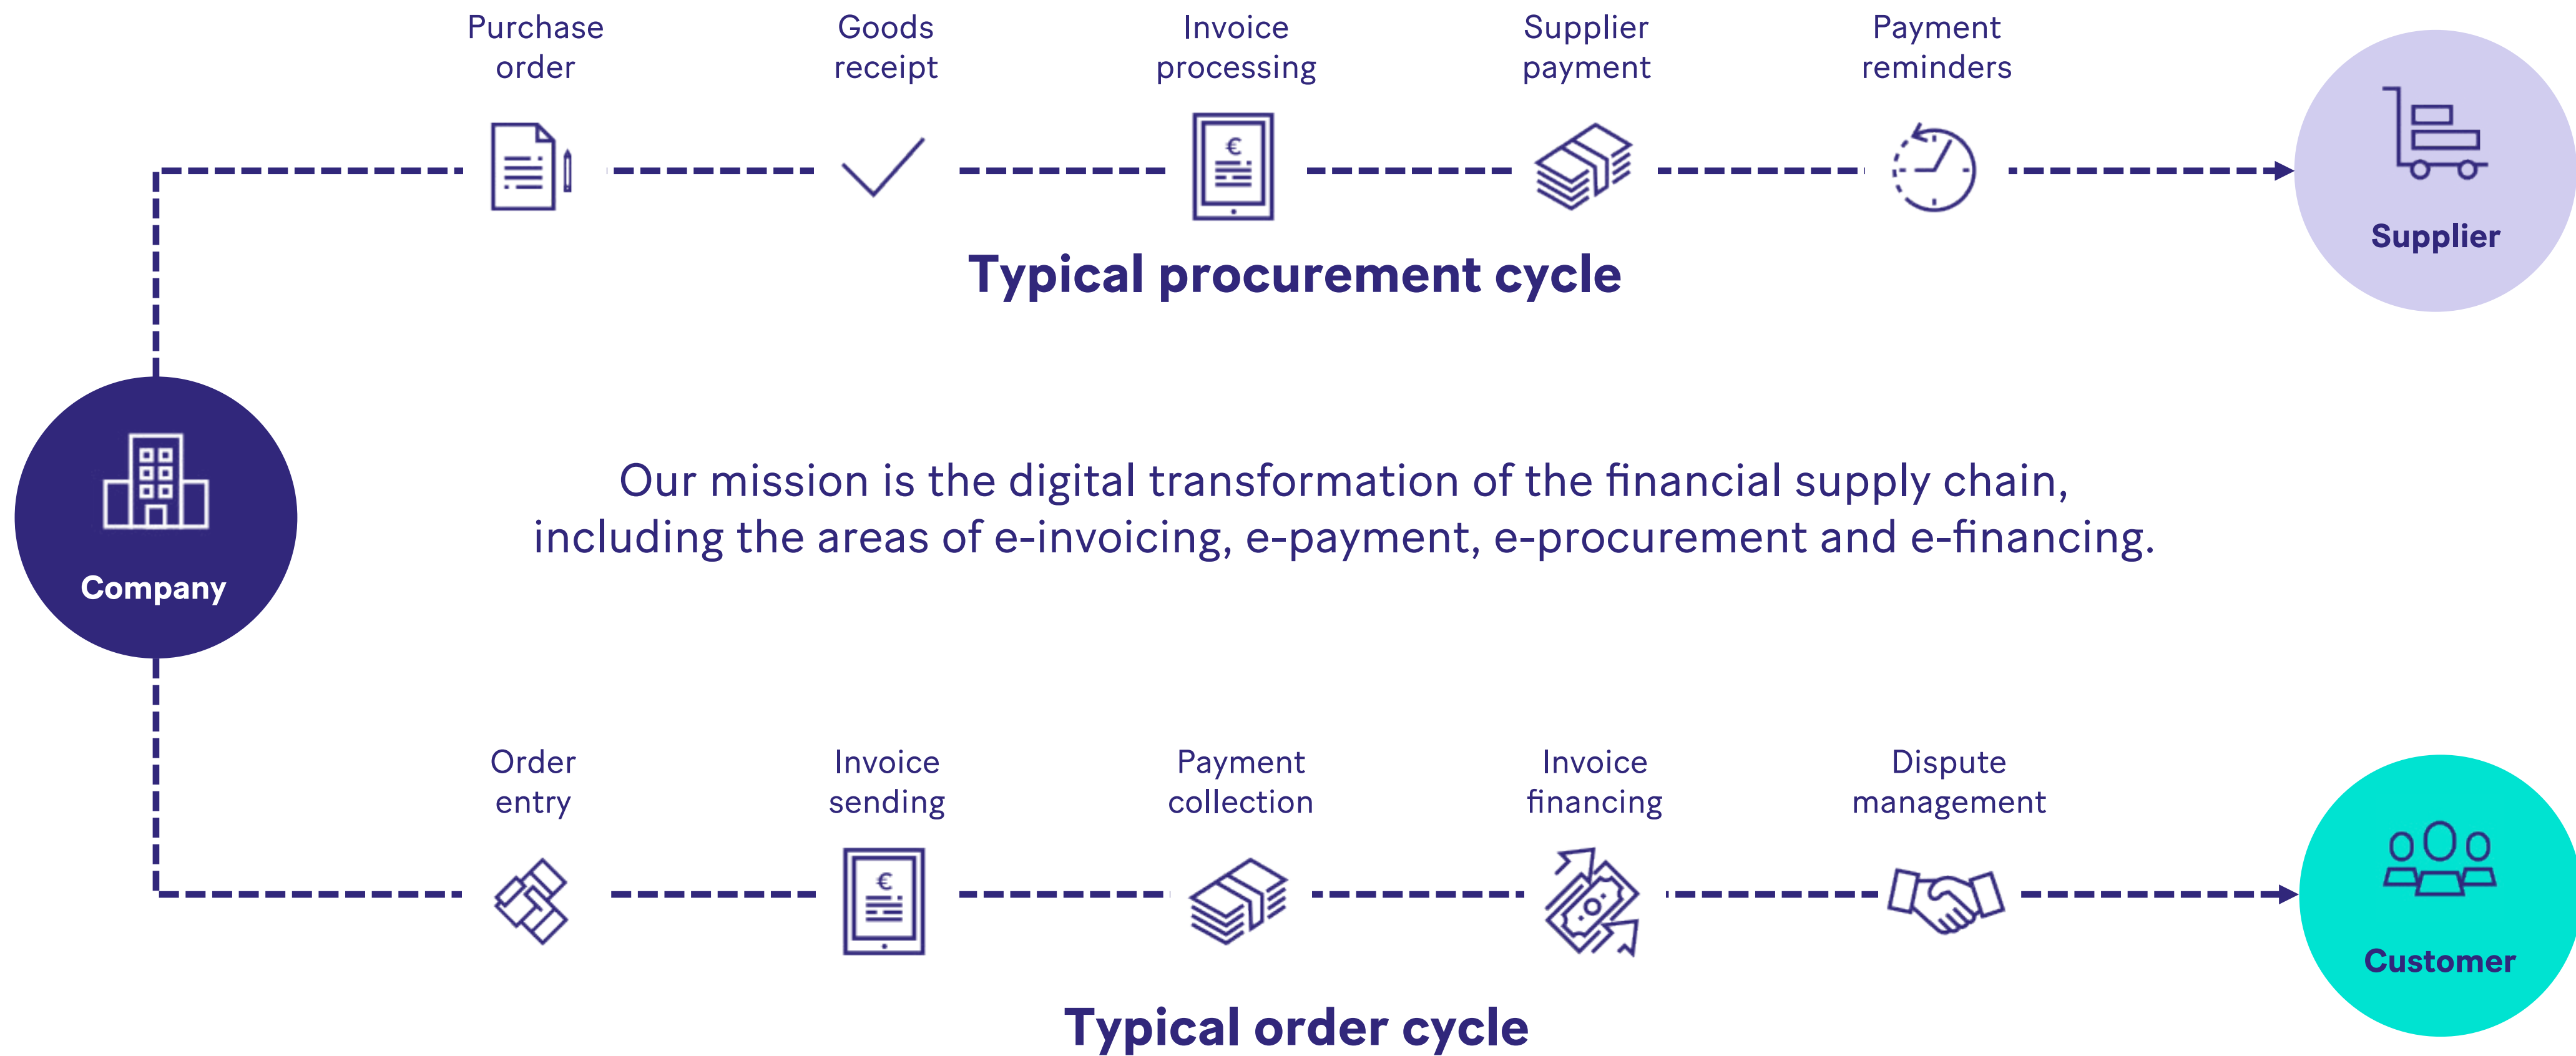 Purchase
order
Goods
receipt
Invoice
processing
Supplier
payment
Payment
reminders
€
Supplier
Typical procurement cycle
Company
Our mission is the digital transformation of the financial supply chain,
including the areas of e-invoicing, e-payment, e-procurement and e-financing.
Order
entry
Invoice
sending
Payment
collection
Invoice
financing
Dispute
management
€
Customer
Typical order cycle